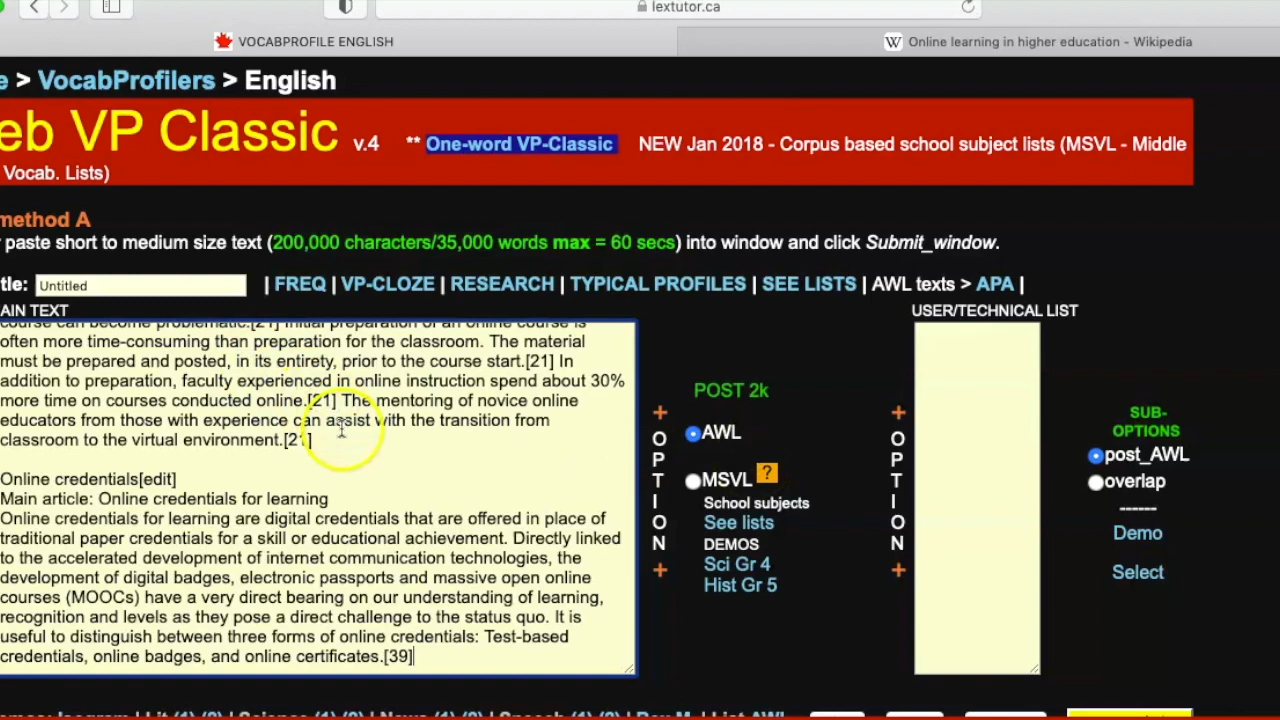 lextutor.ca
VOCABPROFILE ENGLISH
W Online learning in higher education - Wikipedia
e > VocabProfilers > English
eb VP Classic v.4 ** One-word VP-Classic NEW Jan 2018 - Corpus based school subject lists (MSVL - Middle
Vocab. Lists)
method A
paste short to medium size text (200,000 characters/35,000 words max = 60 secs) into window and click Submit_window.
tle: Untitled | FREQ | VP-CLOZE | RESEARCH | TYPICAL PROFILES | SEE LISTS | AWL texts > APA |
AIN TEXT
USER/TECHNICAL LIST
course can become problematic.[21] Initial preparation of an online course is
often more time-consuming than preparation for the classroom. The material
must be prepared and posted, in its entirety, prior to the course start.[21] In
addition to preparation, faculty experienced in online instruction spend about 30%
more time on courses conducted online.[21] The mentoring of novice online
educators from those with experience can assist with the transition from
classroom to the virtual environment.[21]
Online credentials[edit]
Main article: Online credentials for learning
Online credentials for learning are digital credentials that are offered in place of
traditional paper credentials for a skill or educational achievement. Directly linked
to the accelerated development of internet communication technologies, the
development of digital badges, electronic passports and massive open online
courses (MOOCs) have a very direct bearing on our understanding of learning,
recognition and levels as they pose a direct challenge to the status quo. It is
useful to distinguish between three forms of online credentials: Test-based
credentials, online badges, and online certificates.[39]
+
O
P
T
I
O
N
+
POST 2k
AWL
MSVL ?
School subjects
See lists
DEMOS
Sci Gr 4
Hist Gr 5
+
O
P
T
I
O
N
+
SUB-
OPTIONS
post_AWL
overlap
------
Demo
Select